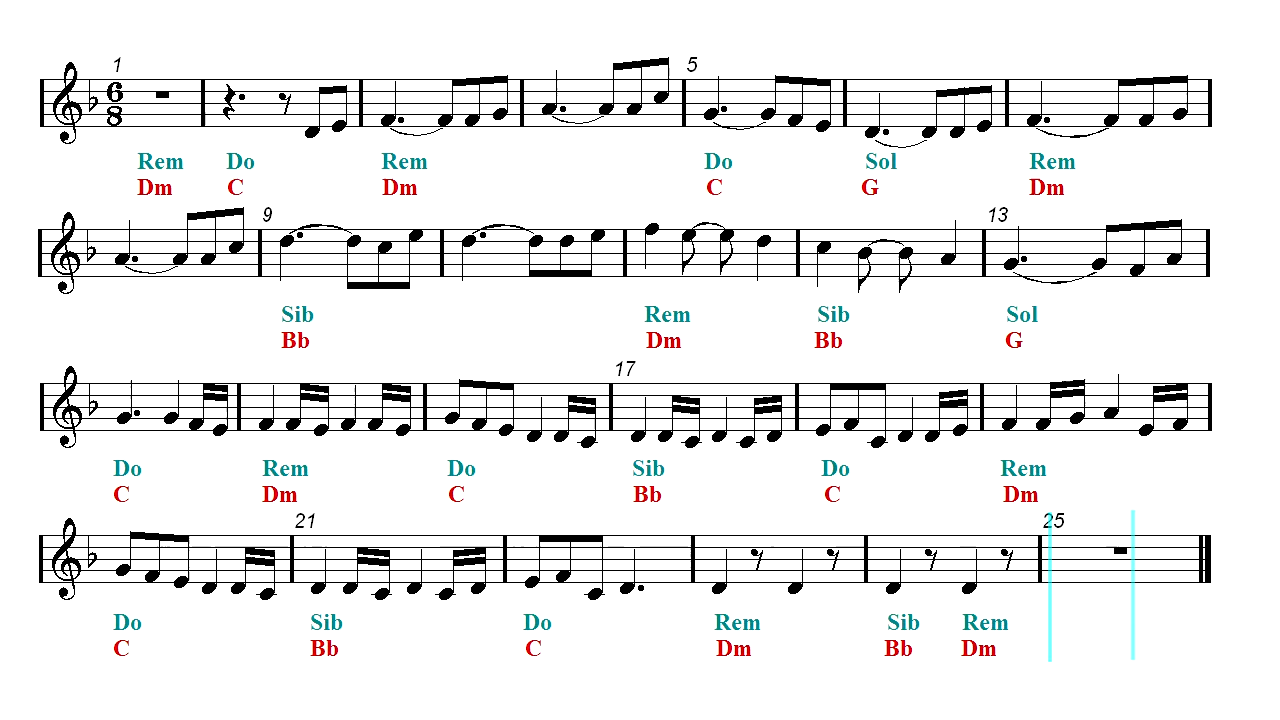 1 5
6
8
Rem Do Rem Do Sol Rem
Dm C Dm C G Dm
9 13
Sib Rem Sib Sol
Bb Dm Bb G
17
Do Rem Do Sib Do Rem
C Dm C Bb C Dm
21 25
Do Sib Do Rem Sib Rem
C Bb C Dm Bb Dm